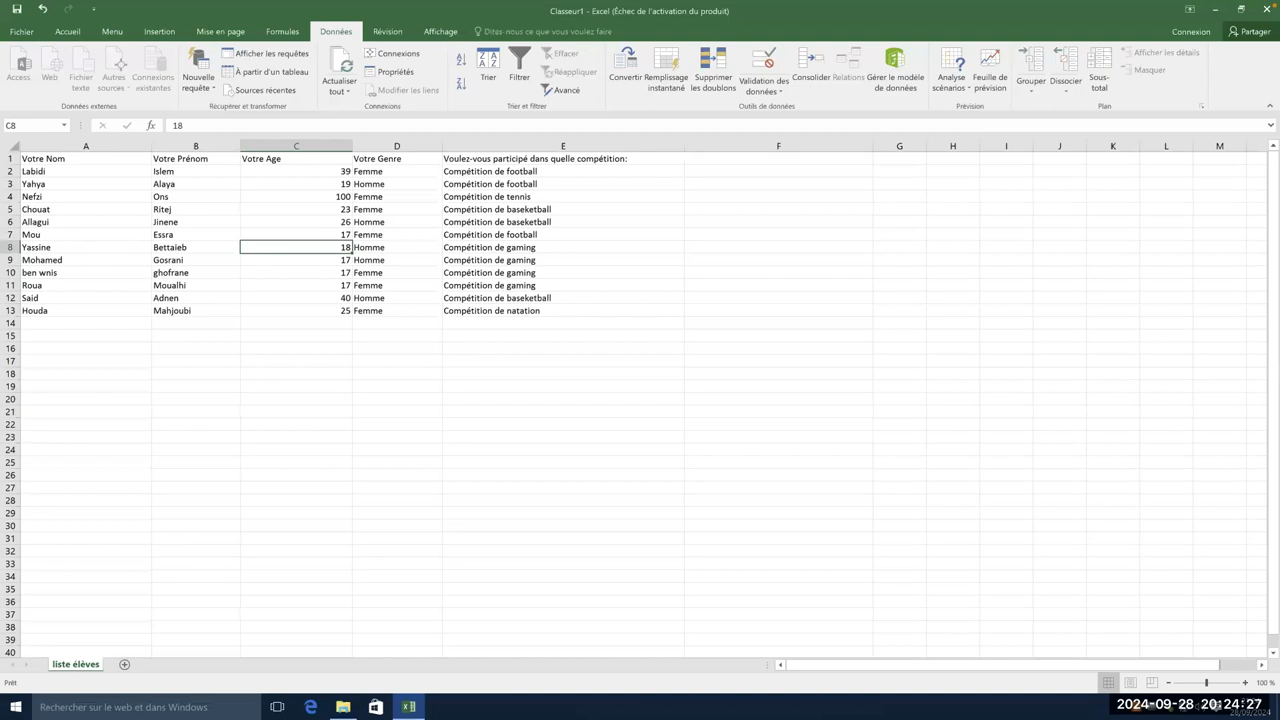 Classeur1 - Excel (Échec de l'activation du produit)
Fichier Accueil Menu Insertion Mise en page Formules Données Révision Affichage Dites-nous ce que vous voulez faire Connexion Partager
Access Web Fichier texte Autres sources Connexions existantes
Données externes
Nouvelle requête
Afficher les requêtes
À partir d'un tableau
Sources récentes
Récupérer et transformer
Actualiser tout
Connexions
Propriétés
Modifier les liens
Connexions
Trier Filtrer
Effacer
Réappliquer
Avancé
Trier et filtrer
Convertir Remplissage instantané Supprimer les doublons Validation des données Consolider Relations Gérer le modèle de données
Outils de données
Analyse scénarios Feuille de prévision
Prévision
Grouper Dissocier Sous-total
Afficher les détails
Masquer
Plan
C8 fx 18
A B C D E F G H I J K L M
1 Votre Nom Votre Prénom Votre Age Votre Genre Voulez-vous participé dans quelle compétition:
2 Labidi Islem 39 Femme Compétition de football
3 Yahya Alaya 19 Homme Compétition de football
4 Nefzi Ons 100 Femme Compétition de tennis
5 Chouat Ritej 23 Femme Compétition de baseketball
6 Allagui Jinene 26 Homme Compétition de baseketball
7 Mou Essra 17 Femme Compétition de football
8 Yassine Bettaieb 18 Homme Compétition de gaming
9 Mohamed Gosrani 17 Homme Compétition de gaming
10 ben wnis ghofrane 17 Femme Compétition de gaming
11 Roua Moualhi 17 Femme Compétition de gaming
12 Said Adnen 40 Homme Compétition de baseketball
13 Houda Mahjoubi 25 Femme Compétition de natation
14
15
16
17
18
19
20
21
22
23
24
25
26
27
28
29
30
31
32
33
34
35
36
37
38
39
40
liste élèves
Prêt 100 %
Rechercher sur le web et dans Windows
2024-09-28 20:24:27
28/09/2024